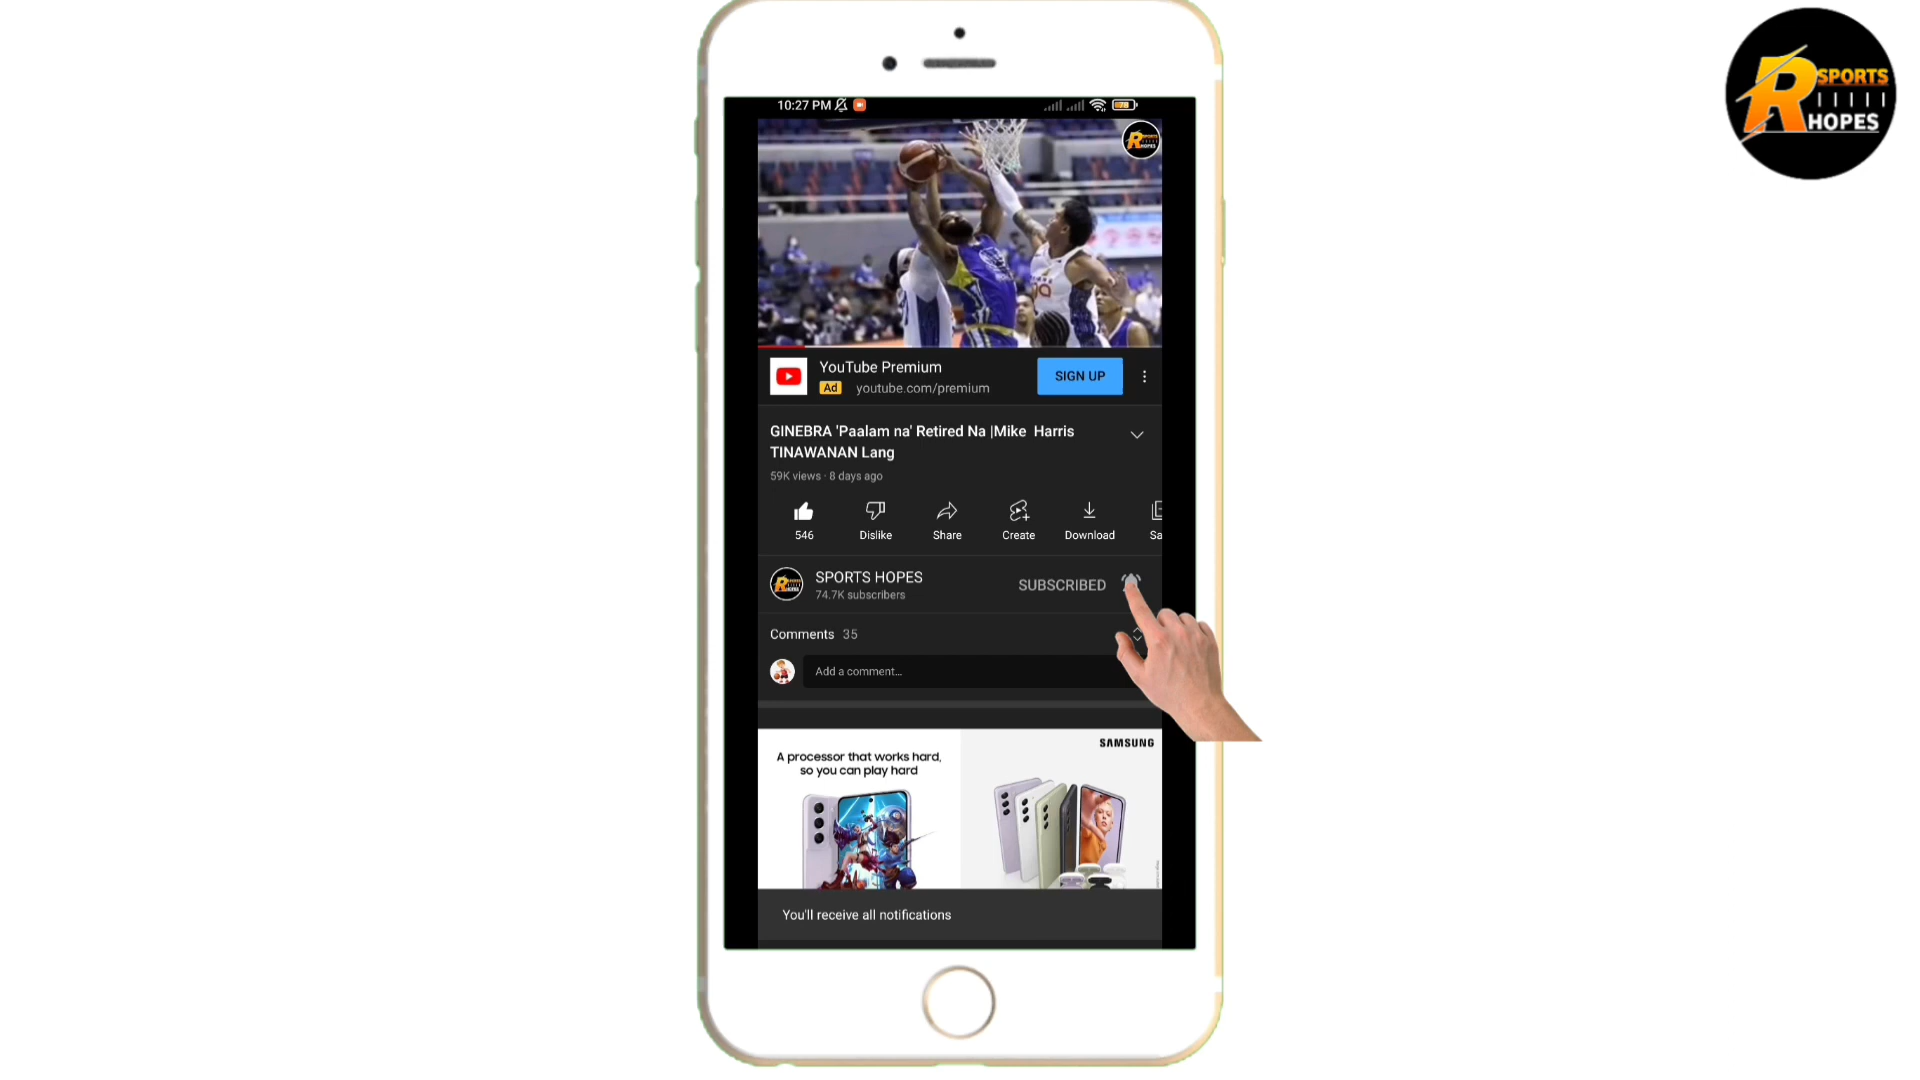 SPORTS
HOPES
10:27 PM
YouTube Premium
Ad youtube.com/premium
SIGN UP
GINEBRA 'Paalam na' Retired Na |Mike Harris
TINAWANAN Lang
59K views · 8 days ago
546
Dislike
Share
Create
Download
Sa
SPORTS HOPES
74.7K subscribers
SUBSCRIBED
Comments 35
Add a comment...
A processor that works hard,
so you can play hard
SAMSUNG
You'll receive all notifications